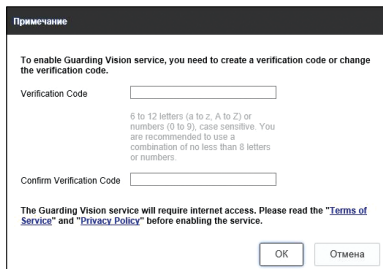 Примечание
To enable Guarding Vision service, you need to create a verification code or change
the verification code.
Verification Code
6 to 12 letters (a to z, A to Z) or
numbers (0 to 9), case sensitive. You
are recommended to use a
combination of no less than 8 letters
or numbers.
Confirm Verification Code
The Guarding Vision service will require internet access. Please read the "Terms of
Service" and "Privacy Policy" before enabling the service.
OK
Отмена